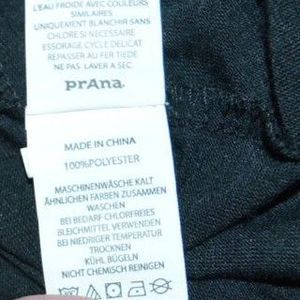 L'EAU FROIDE AVEC COULEURS
SIMILAIRES
UNIQUEMENT BLANCHIR SANS
CHLORE SI NÉCESSAIRE
ESSORAGE CYCLE DELICAT
REPASSER AU FER TIEDE
NE PAS LAVER A SEC
prAna
MADE IN CHINA
100%POLYESTER
MASCHINENWÄSCHE KALT
ÄHNLICHEN FARBEN ZUSAMMEN
WASCHEN
BEI BEDARF CHLORFREIES
BLEICHMITTEL VERWENDEN
BEI NIEDRIGER TEMPERATUR
TROCKNEN
KÜHL BÜGELN
NICHT CHEMISCH REINIGEN